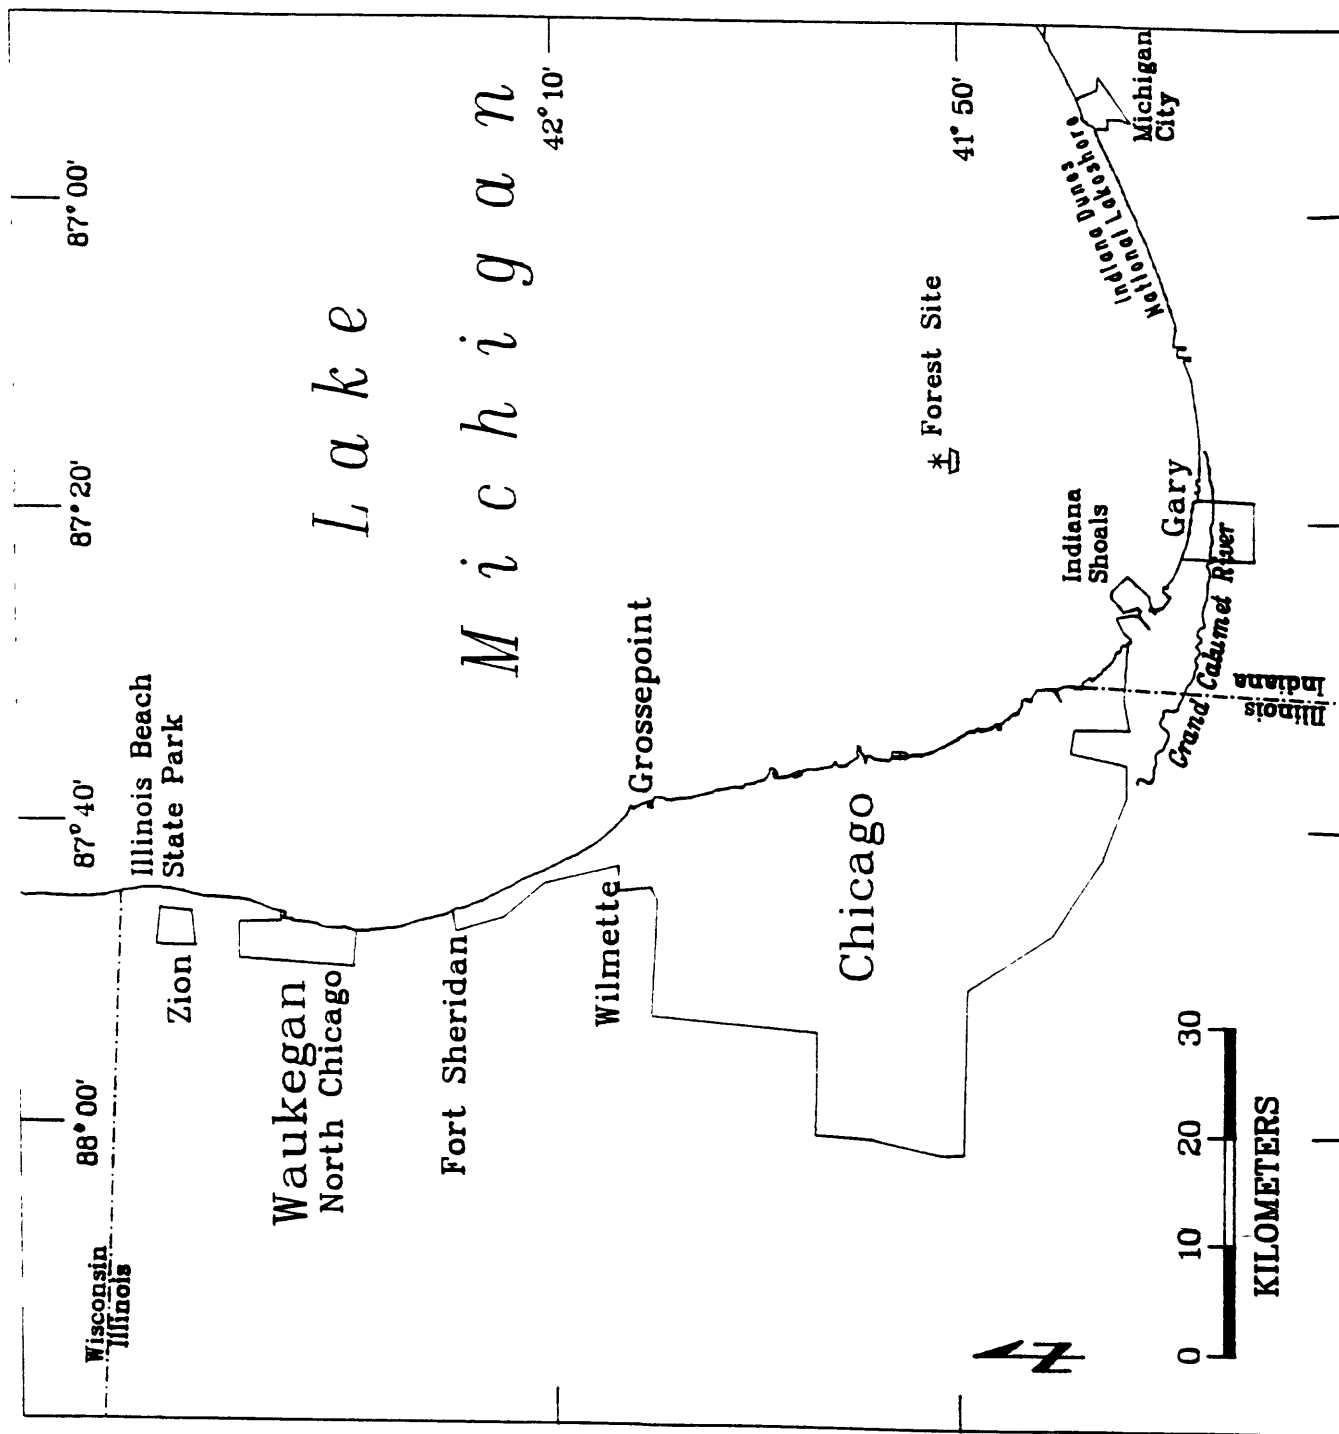 Wisconsin
Illinois
88° 00'
87° 40'
87° 20'
87° 00'
Illinois Beach
State Park
Zion
Waukegan
North Chicago
Lake
Michigan
42° 10'
Fort Sheridan
Wilmette
Grossepoint
Chicago
* Forest Site
41° 50'
Indiana
Shoals
Indiana Dunes
National Lakeshore
Michigan
City
Gary
Grand Calumet River
Illinois
Indiana
N
0 10 20 30
KILOMETERS